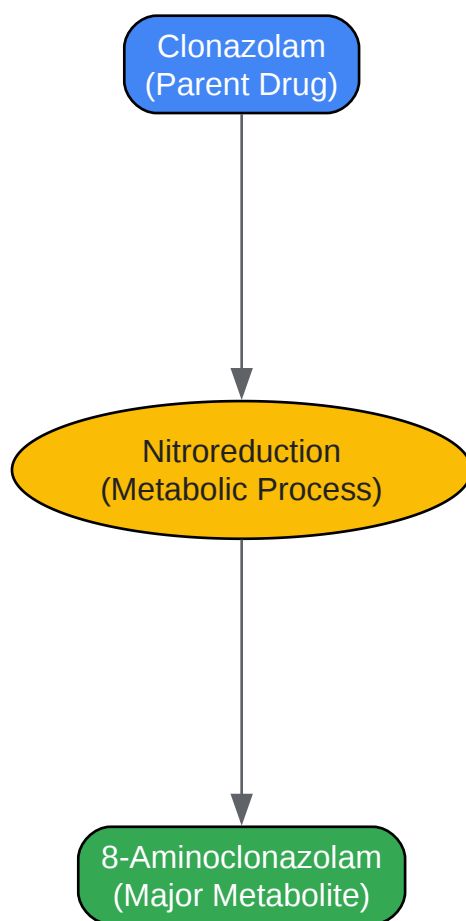 Clonazolam
(Parent Drug)
Nitroreduction
(Metabolic Process)
8-Aminoclonazolam
(Major Metabolite)